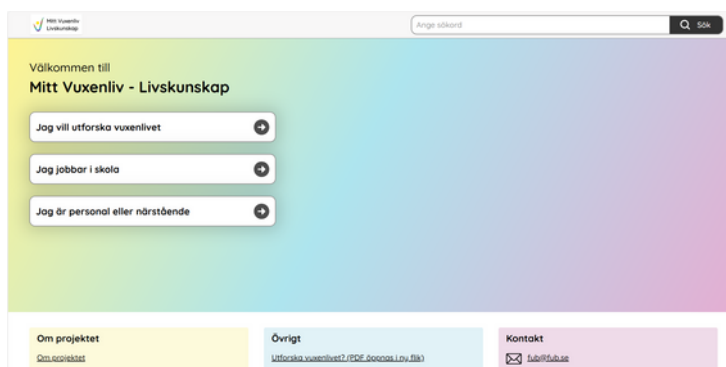 Mitt Vuxenliv
Livskunskap
Ange sökord
Sök
Välkommen till
Mitt Vuxenliv - Livskunskap
Jag vill utforska vuxenlivet
Jag jobbar i skola
Jag är personal eller närstående
Om projektet
Om projektet
Övrigt
Utforska vuxenlivet? (PDF öppnas i ny flik)
Kontakt
fub@fub.se